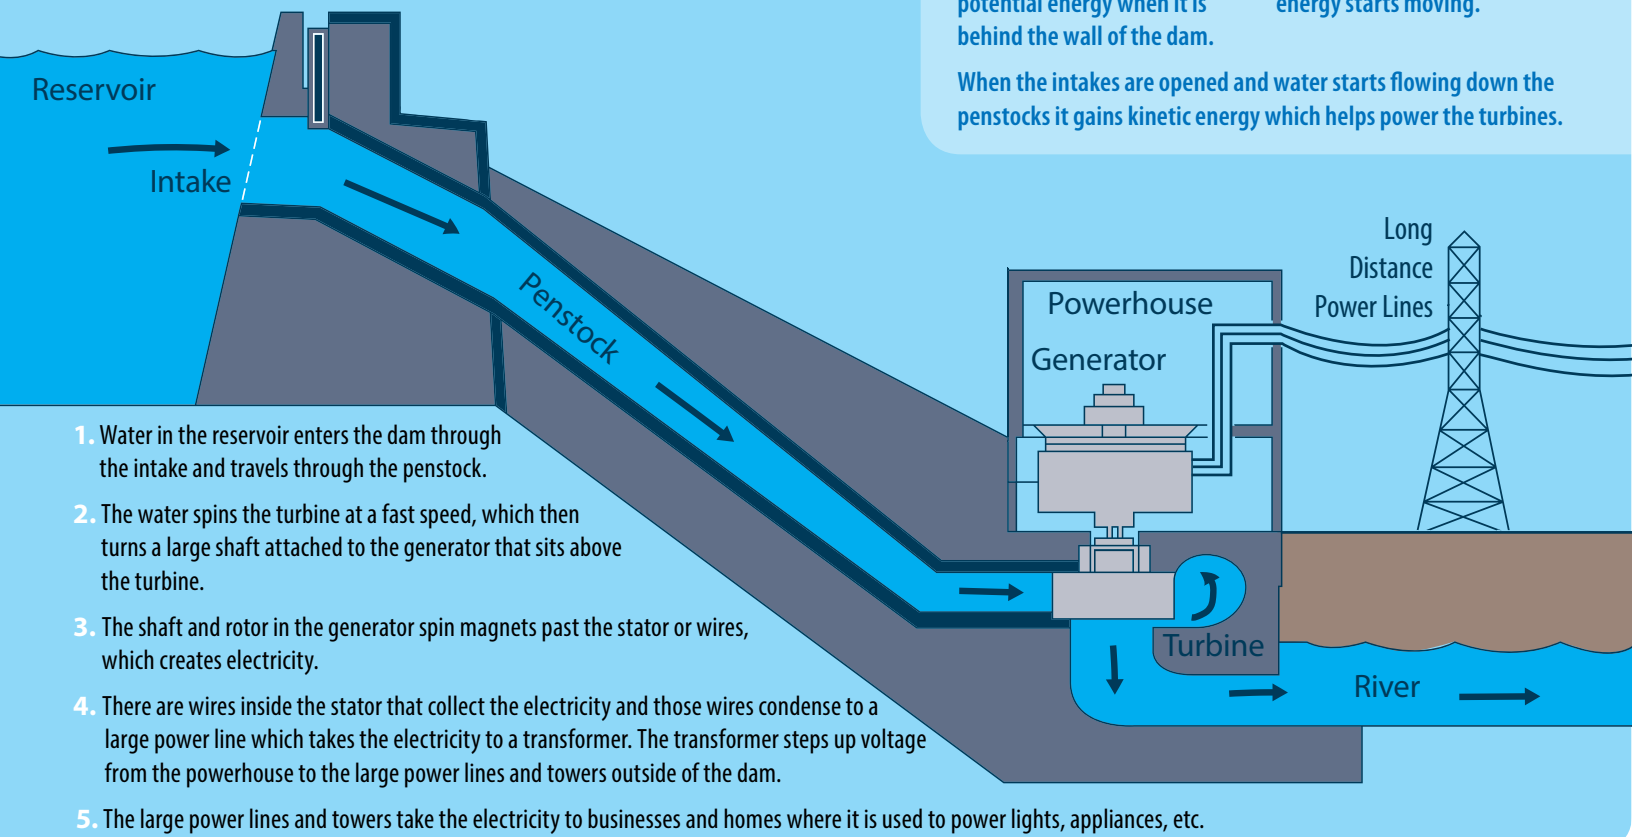 potential energy when it is
behind the wall of the dam.
energy starts moving.
When the intakes are opened and water starts flowing down the
penstocks it gains kinetic energy which helps power the turbines.
Reservoir
Intake
Penstock
Long
Distance
Power Lines
Powerhouse
Generator
Turbine
River
1. Water in the reservoir enters the dam through
the intake and travels through the penstock.
2. The water spins the turbine at a fast speed, which then
turns a large shaft attached to the generator that sits above
the turbine.
3. The shaft and rotor in the generator spin magnets past the stator or wires,
which creates electricity.
4. There are wires inside the stator that collect the electricity and those wires condense to a
large power line which takes the electricity to a transformer. The transformer steps up voltage
from the powerhouse to the large power lines and towers outside of the dam.
5. The large power lines and towers take the electricity to businesses and homes where it is used to power lights, appliances, etc.